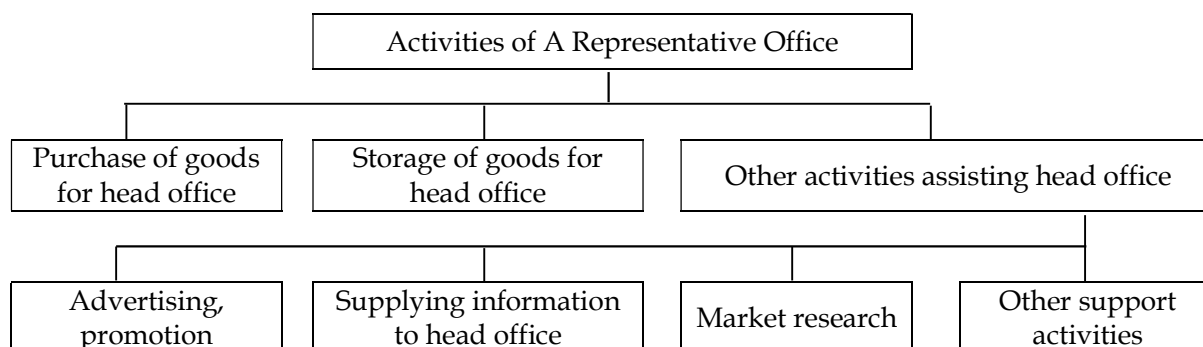 Activities of A Representative Office
Purchase of goods
for head office
Storage of goods for
head office
Other activities assisting head office
Advertising,
promotion
Supplying information
to head office
Market research
Other support
activities